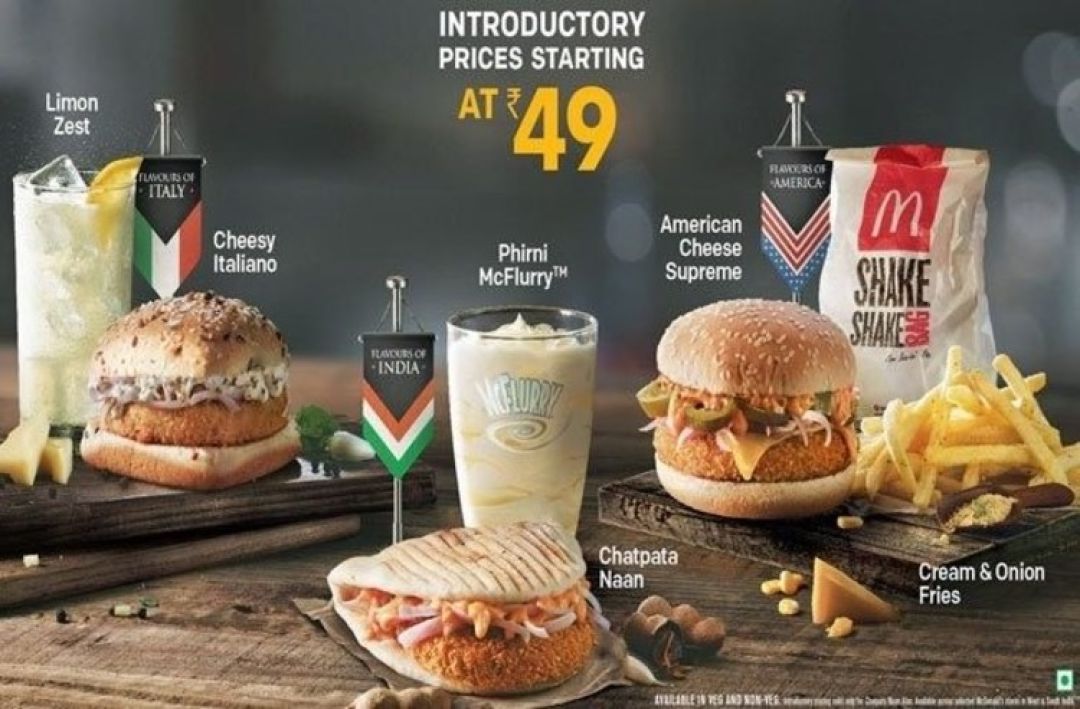 INTRODUCTORY
PRICES STARTING
AT ₹49
Limon
Zest
FLAVOURS OF
ITALY
Cheesy
Italiano
FLAVOURS OF
INDIA
Phirni
McFlurry™
McFLURRY
American
Cheese
Supreme
FLAVOURS OF
AMERICA
M
SHAKE
SHAKE
BAG
Chatpata
Naan
Cream & Onion
Fries
AVAILABLE IN VEG AND NON-VEG.